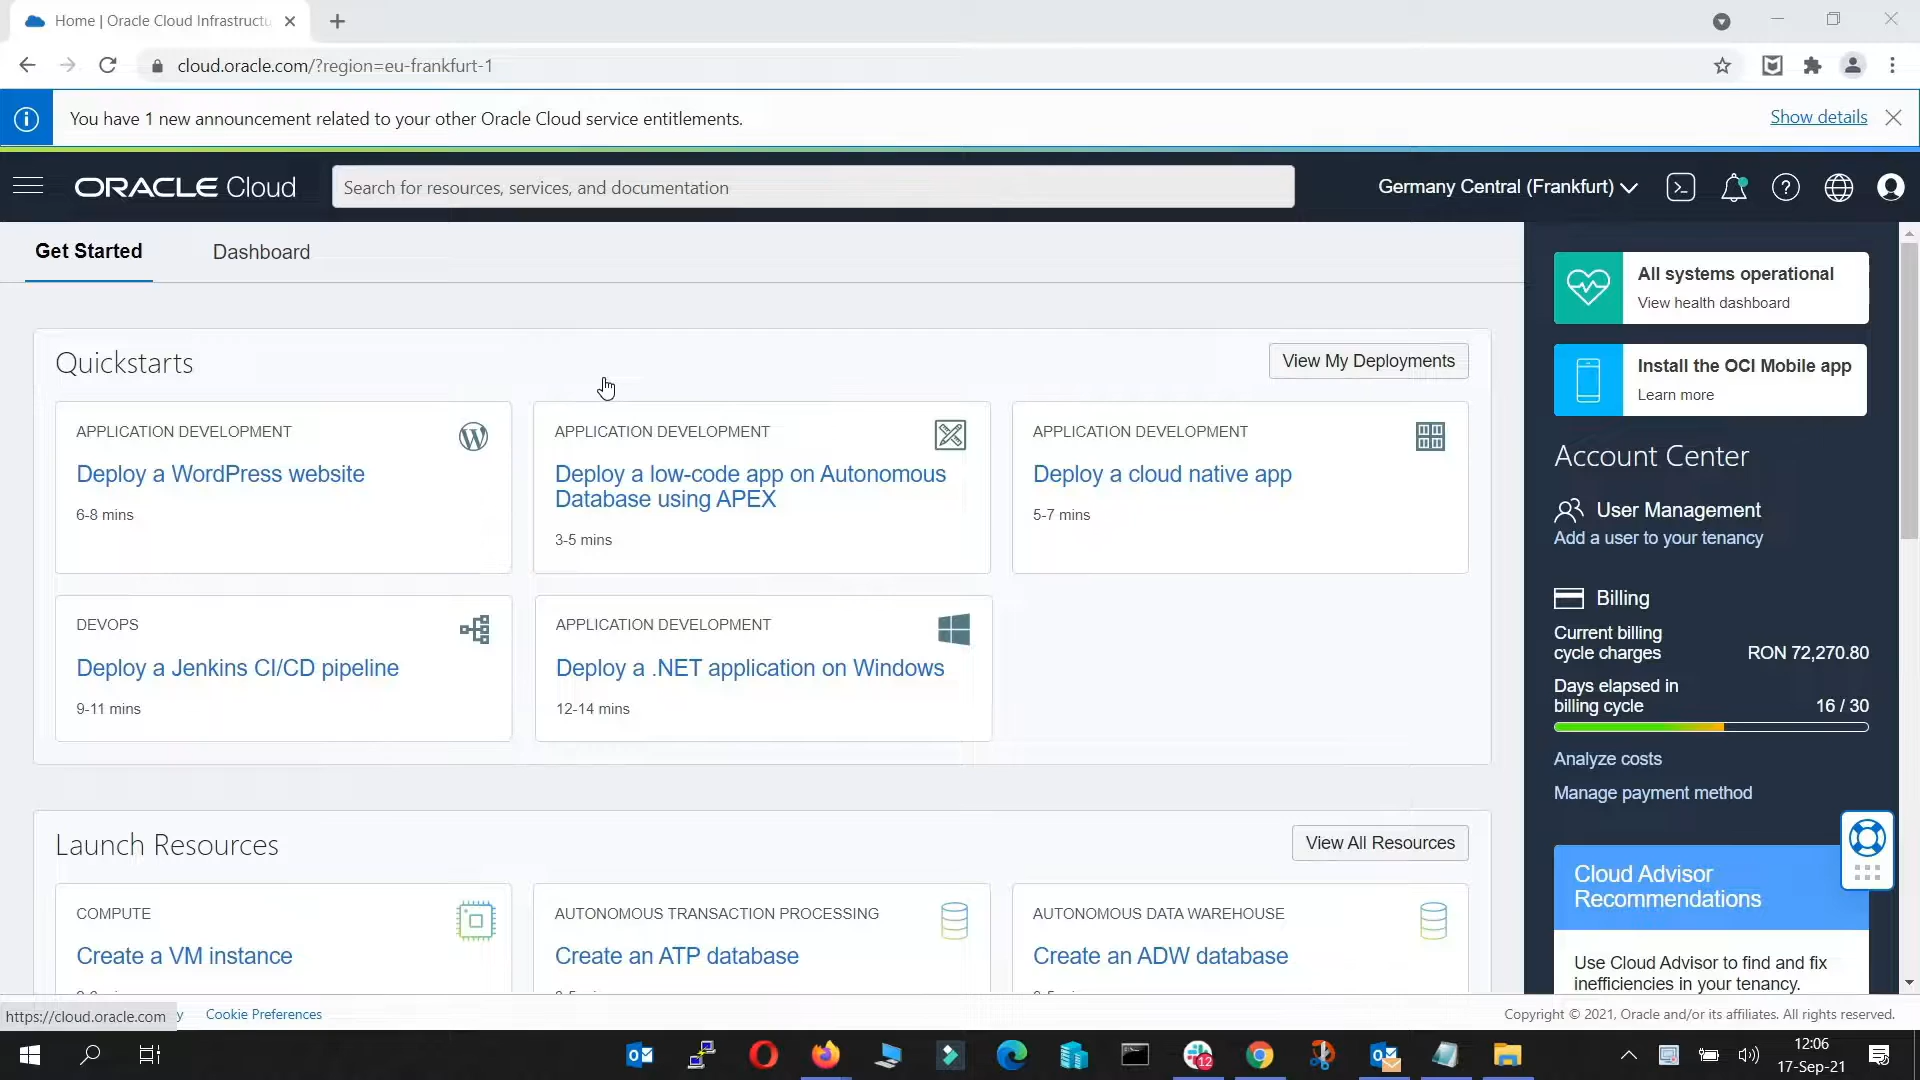 Home | Oracle Cloud Infrastructu
cloud.oracle.com/?region=eu-frankfurt-1
You have 1 new announcement related to your other Oracle Cloud service entitlements.
Show details
ORACLE Cloud
Search for resources, services, and documentation
Germany Central (Frankfurt)
Get Started
Dashboard
Quickstarts
View My Deployments
APPLICATION DEVELOPMENT
Deploy a WordPress website
6-8 mins
APPLICATION DEVELOPMENT
Deploy a low-code app on Autonomous
Database using APEX
3-5 mins
APPLICATION DEVELOPMENT
Deploy a cloud native app
5-7 mins
DEVOPS
Deploy a Jenkins CI/CD pipeline
9-11 mins
APPLICATION DEVELOPMENT
Deploy a .NET application on Windows
12-14 mins
Launch Resources
View All Resources
COMPUTE
Create a VM instance
AUTONOMOUS TRANSACTION PROCESSING
Create an ATP database
AUTONOMOUS DATA WAREHOUSE
Create an ADW database
All systems operational
View health dashboard
Install the OCI Mobile app
Learn more
Account Center
User Management
Add a user to your tenancy
Billing
Current billing
cycle charges
RON 72,270.80
Days elapsed in
billing cycle
16 / 30
Analyze costs
Manage payment method
Cloud Advisor
Recommendations
Use Cloud Advisor to find and fix
inefficiencies in your tenancy.
https://cloud.oracle.com
y
Cookie Preferences
Copyright © 2021, Oracle and/or its affiliates. All rights reserved.
12
12:06
17-Sep-21